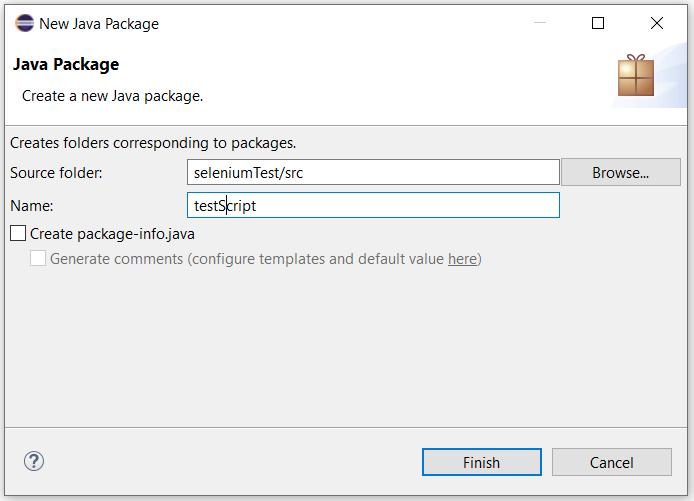 New Java Package
Java Package
Create a new Java package.
Creates folders corresponding to packages.
Source folder: seleniumTest/src Browse...
Name: testScript
Create package-info.java
Generate comments (configure templates and default value here)
? Finish Cancel